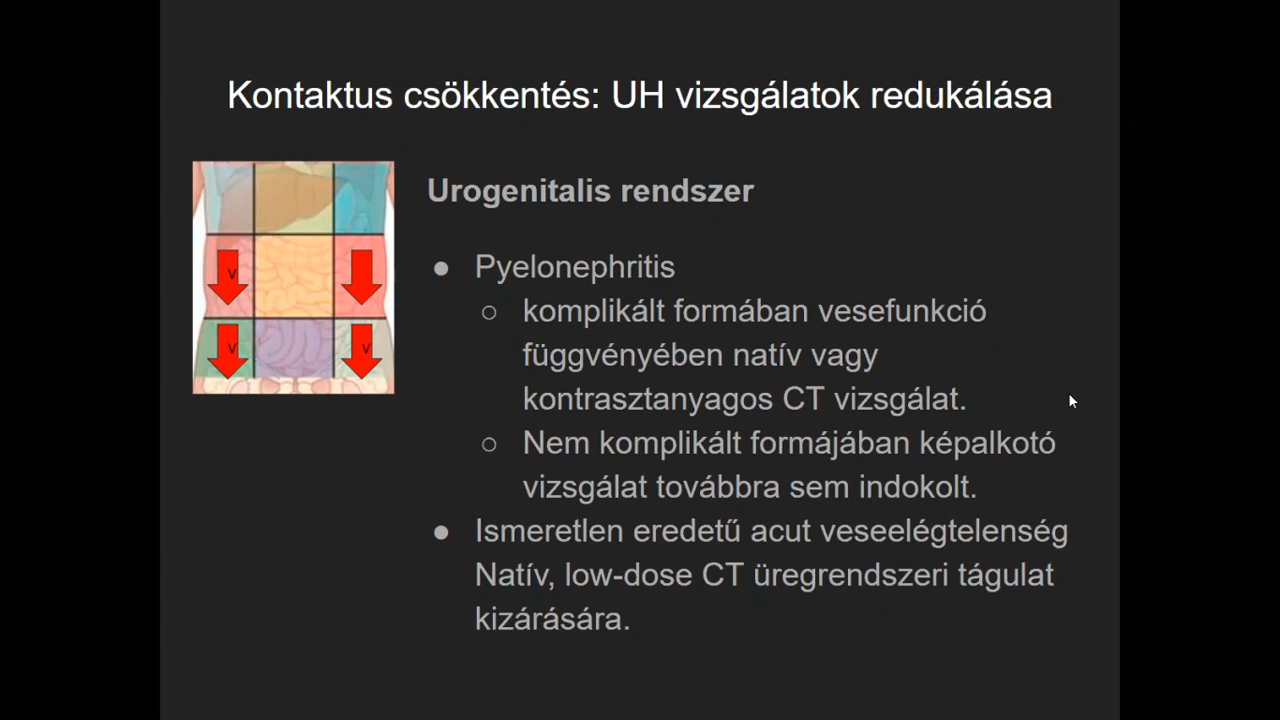 Kontaktus csökkentés: UH vizsgálatok redukálása
Urogenitalis rendszer
● Pyelonephritis
○ komplikált formában vesefunkció
függvényében natív vagy
kontrasztanyagos CT vizsgálat.
○ Nem komplikált formájában képalkotó
vizsgálat továbbra sem indokolt.
● Ismeretlen eredetű acut veseelégtelenség
Natív, low-dose CT üregrendszeri tágulat
kizárására.
v
v
v